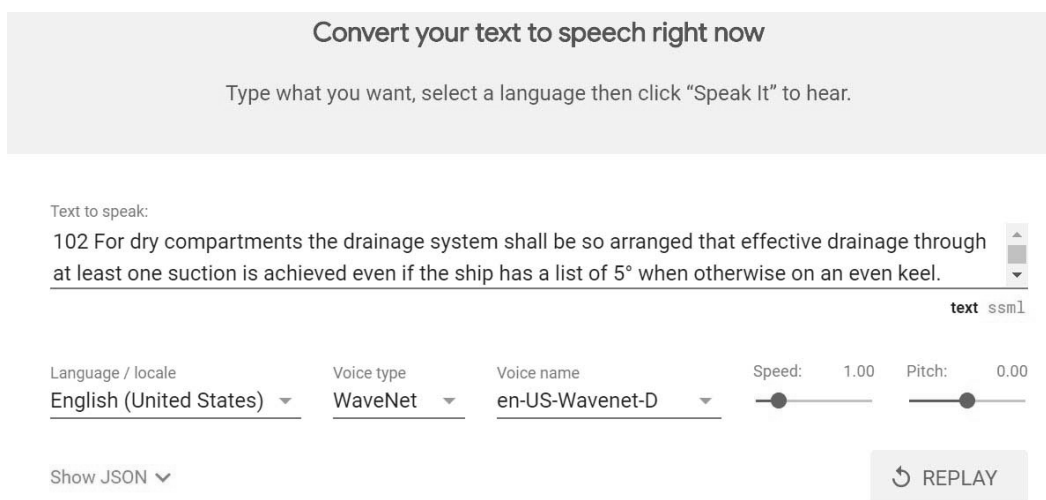 Convert your text to speech right now
Type what you want, select a language then click “Speak It” to hear.
Text to speak:
102 For dry compartments the drainage system shall be so arranged that effective drainage through
at least one suction is achieved even if the ship has a list of 5° when otherwise on an even keel.
text ssml
Language / locale
English (United States)
Voice type
WaveNet
Voice name
en-US-Wavenet-D
Speed: 1.00
Pitch: 0.00
Show JSON
REPLAY